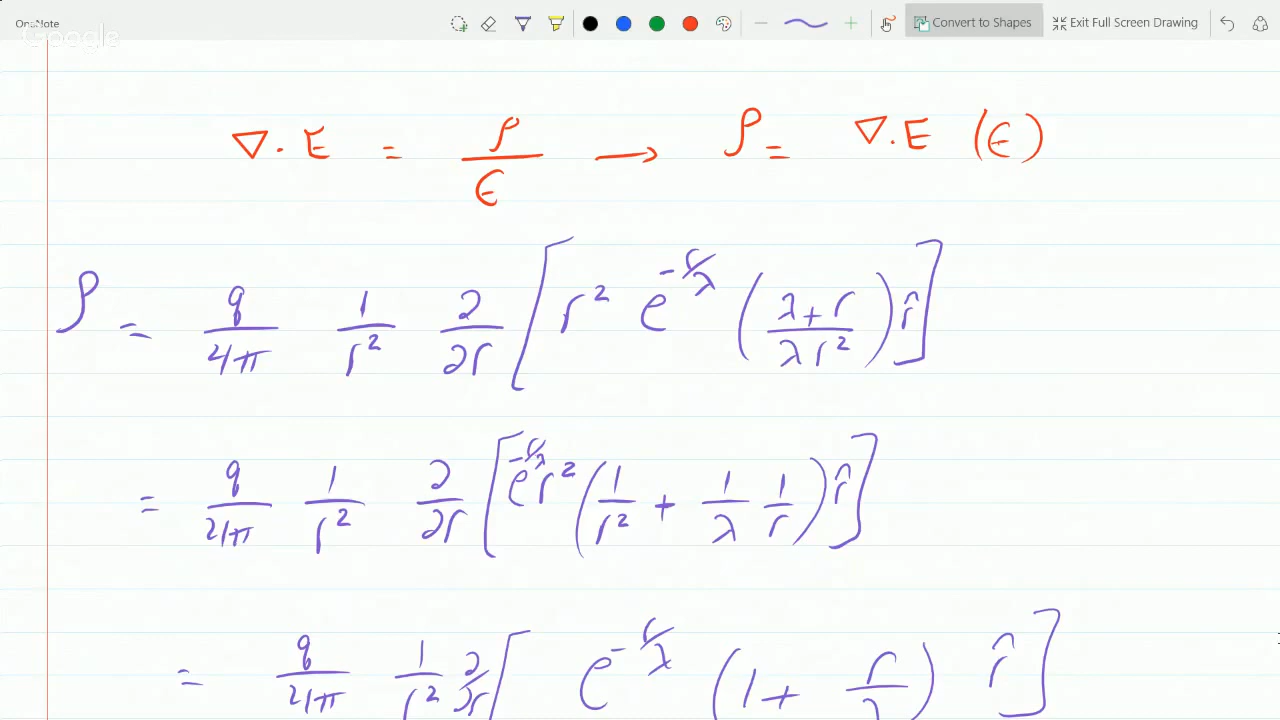 OneNote
Google
Convert to Shapes
Exit Full Screen Drawing
∇.E = ρ/ϵ → ρ = ∇.E (ϵ)
ρ = q/4π 1/r² ∂/∂r [r² e^(-r/λ) ((λ+r)/(λr²)) r̂]
= q/4π 1/r² ∂/∂r [e^(-r/λ) r² (1/r² + 1/λ 1/r) r̂]
= q/4π 1/r² ∂/∂r [e^(-r/λ) (1 + r/λ) r̂]